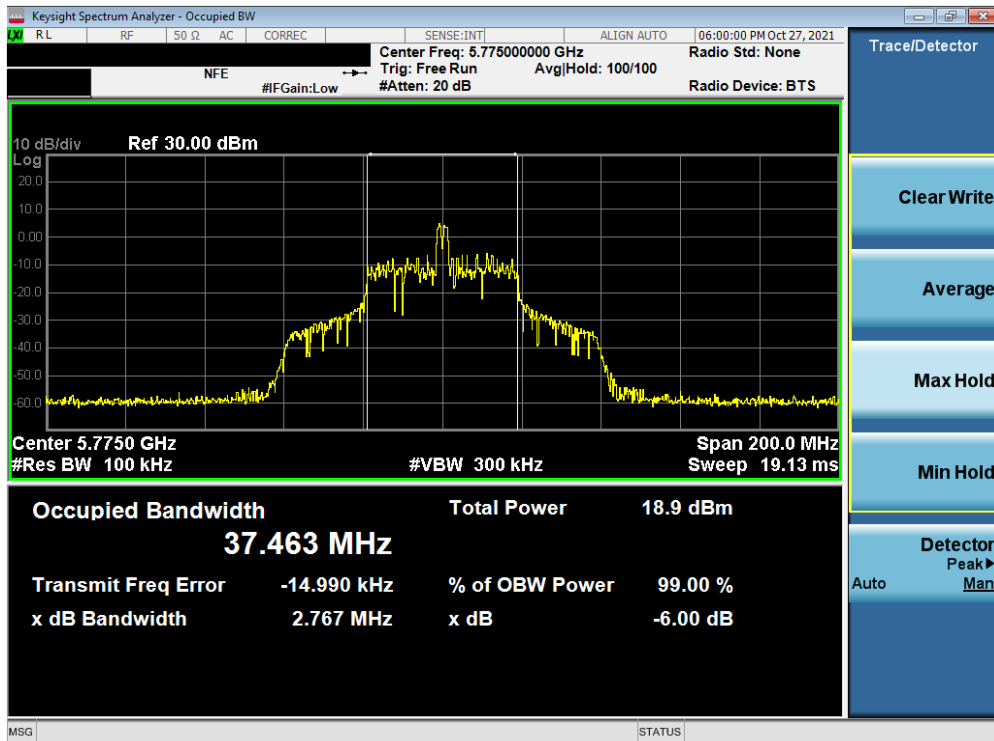 Keysight Spectrum Analyzer - Occupied BW
LXI RL RF 50 Ω AC CORREC SENSE:INT ALIGN AUTO 06:00:00 PM Oct 27, 2021
Center Freq: 5.775000000 GHz Radio Std: None
NFE Trig: Free Run Avg|Hold: 100/100
#IFGain:Low #Atten: 20 dB Radio Device: BTS
10 dB/div Ref 30.00 dBm
Log
20.0
10.0
0.00
-10.0
-20.0
-30.0
-40.0
-50.0
-60.0
Center 5.7750 GHz Span 200.0 MHz
#Res BW 100 kHz #VBW 300 kHz Sweep 19.13 ms
Occupied Bandwidth Total Power 18.9 dBm
37.463 MHz
Transmit Freq Error -14.990 kHz % of OBW Power 99.00 %
x dB Bandwidth 2.767 MHz x dB -6.00 dB
MSG STATUS
Trace/Detector
Clear Write
Average
Max Hold
Min Hold
Detector
Peak▶
Auto Man